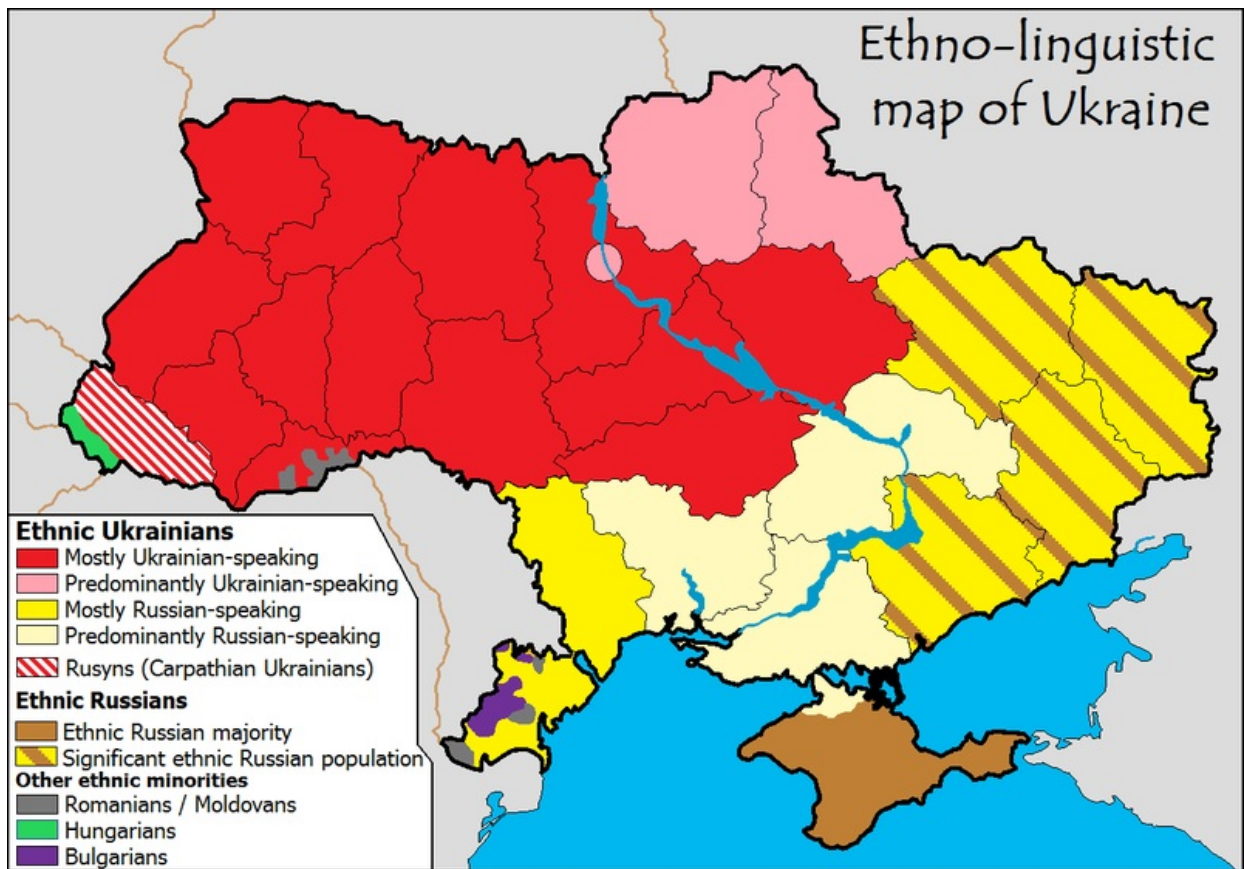 Ethno-linguistic
map of Ukraine
Ethnic Ukrainians
Mostly Ukrainian-speaking
Predominantly Ukrainian-speaking
Mostly Russian-speaking
Predominantly Russian-speaking
Rusyns (Carpathian Ukrainians)
Ethnic Russians
Ethnic Russian majority
Significant ethnic Russian population
Other ethnic minorities
Romanians / Moldovans
Hungarians
Bulgarians